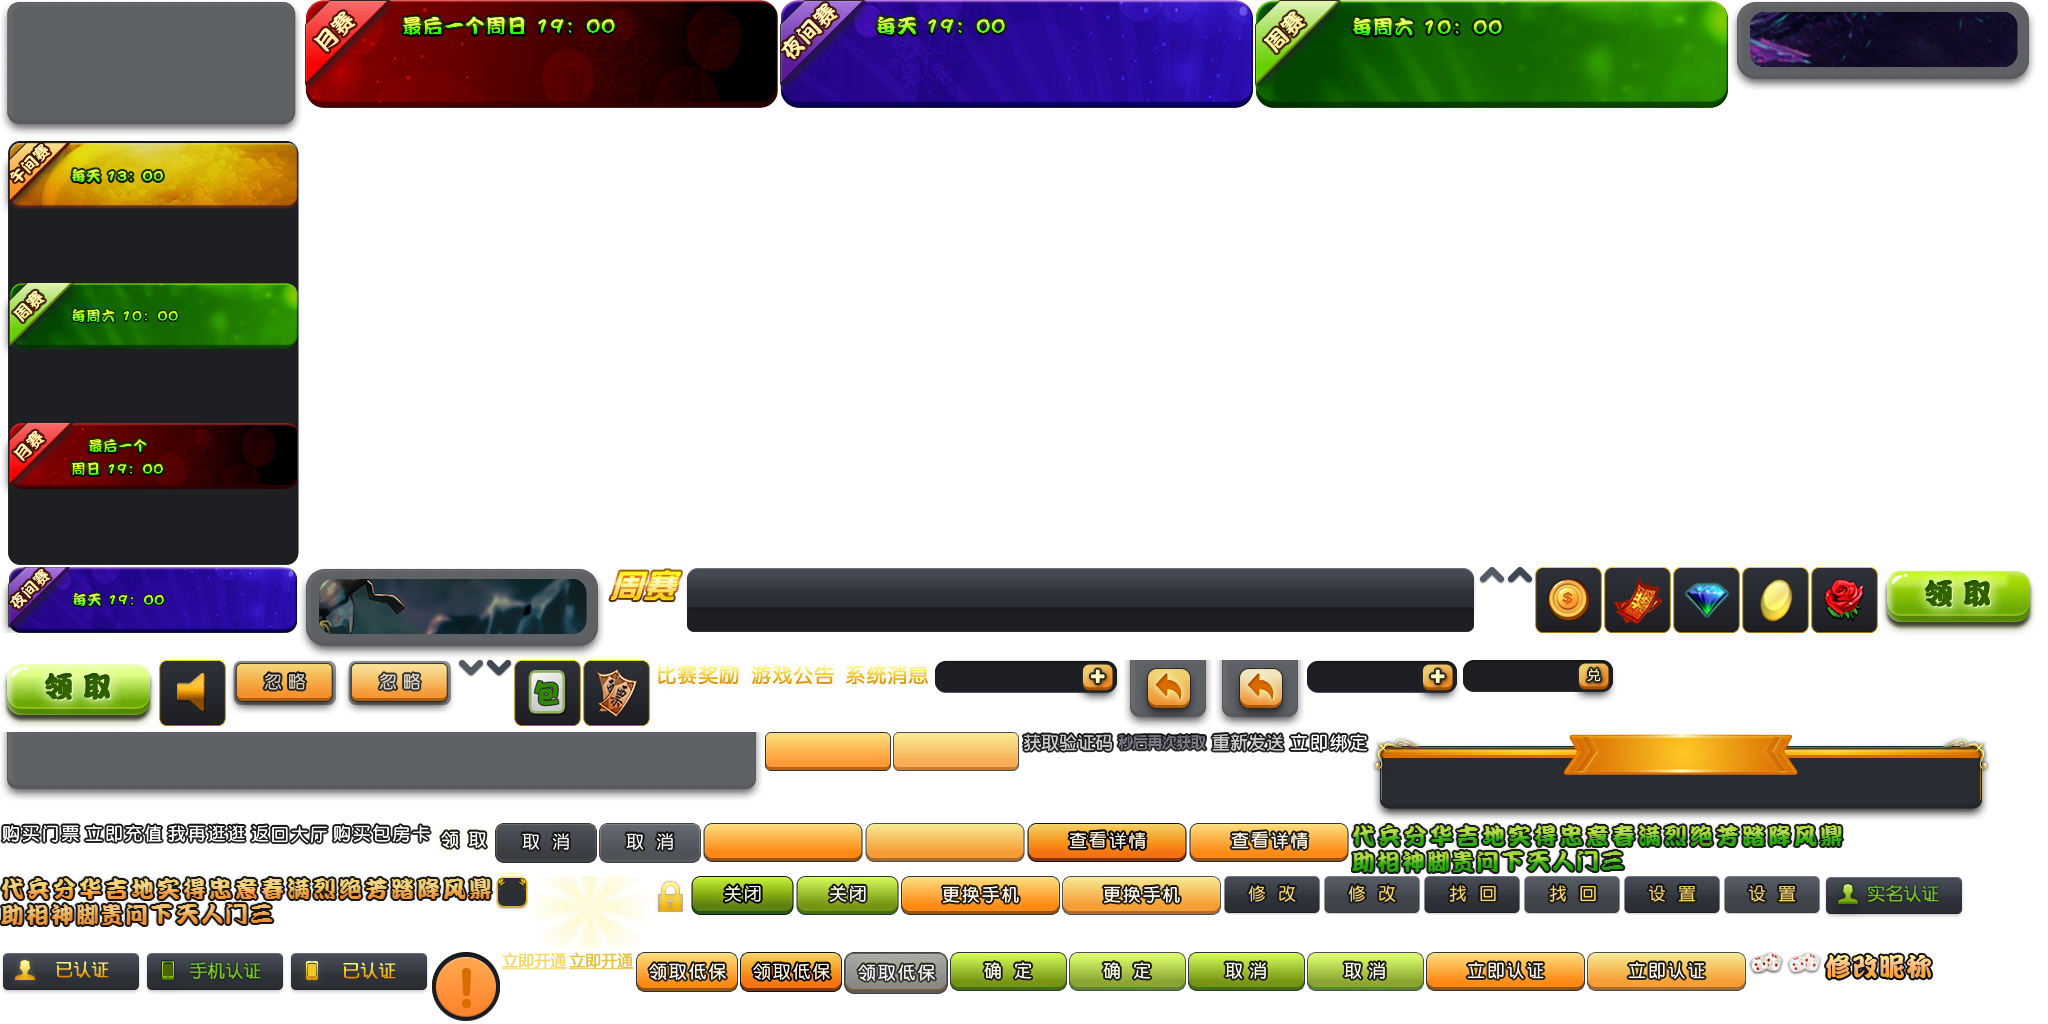 月赛
最后一个周日 19：00
夜间赛
每天 19：00
周赛
每周六 10：00
午间赛
每天 13：00
周赛
每周六 10：00
月赛
最后一个
周日 19：00
夜间赛
每天 19：00
周赛
领取
领取
忽略
忽略
包
比赛奖励
游戏公告
系统消息
兑
获取验证码
秒后再次获取
重新发送
立即绑定
购买门票
立即充值
我再逛逛
返回大厅
购买包房卡
领 取
取 消
取 消
查看详情
查看详情
代兵分华吉地实得忠意春满烈绝芳踏降风鼎
助相神脚贵问下天人门三
代兵分华吉地实得忠意春满烈绝芳踏降风鼎
助相神脚贵问下天人门三
关闭
关闭
更换手机
更换手机
修 改
修 改
找 回
找 回
设 置
设 置
实名认证
已认证
手机认证
已认证
立即开通
立即开通
领取低保
领取低保
领取低保
确 定
确 定
取 消
取 消
立即认证
立即认证
修改昵称